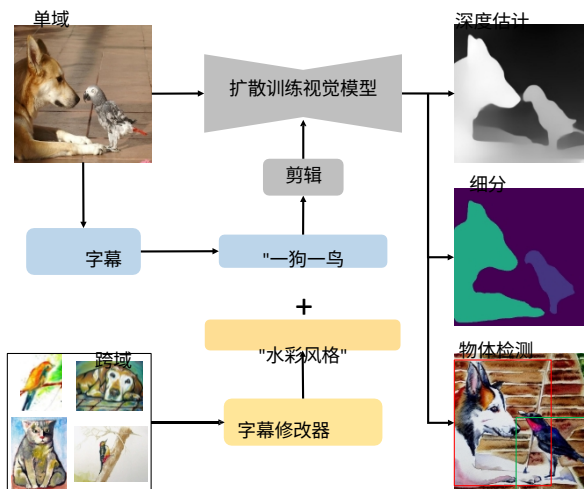 单域
深度估计
扩散训练视觉模型
剪辑
细分
字幕
"一狗一鸟
+
"水彩风格"
跨域
物体检测
字幕修改器